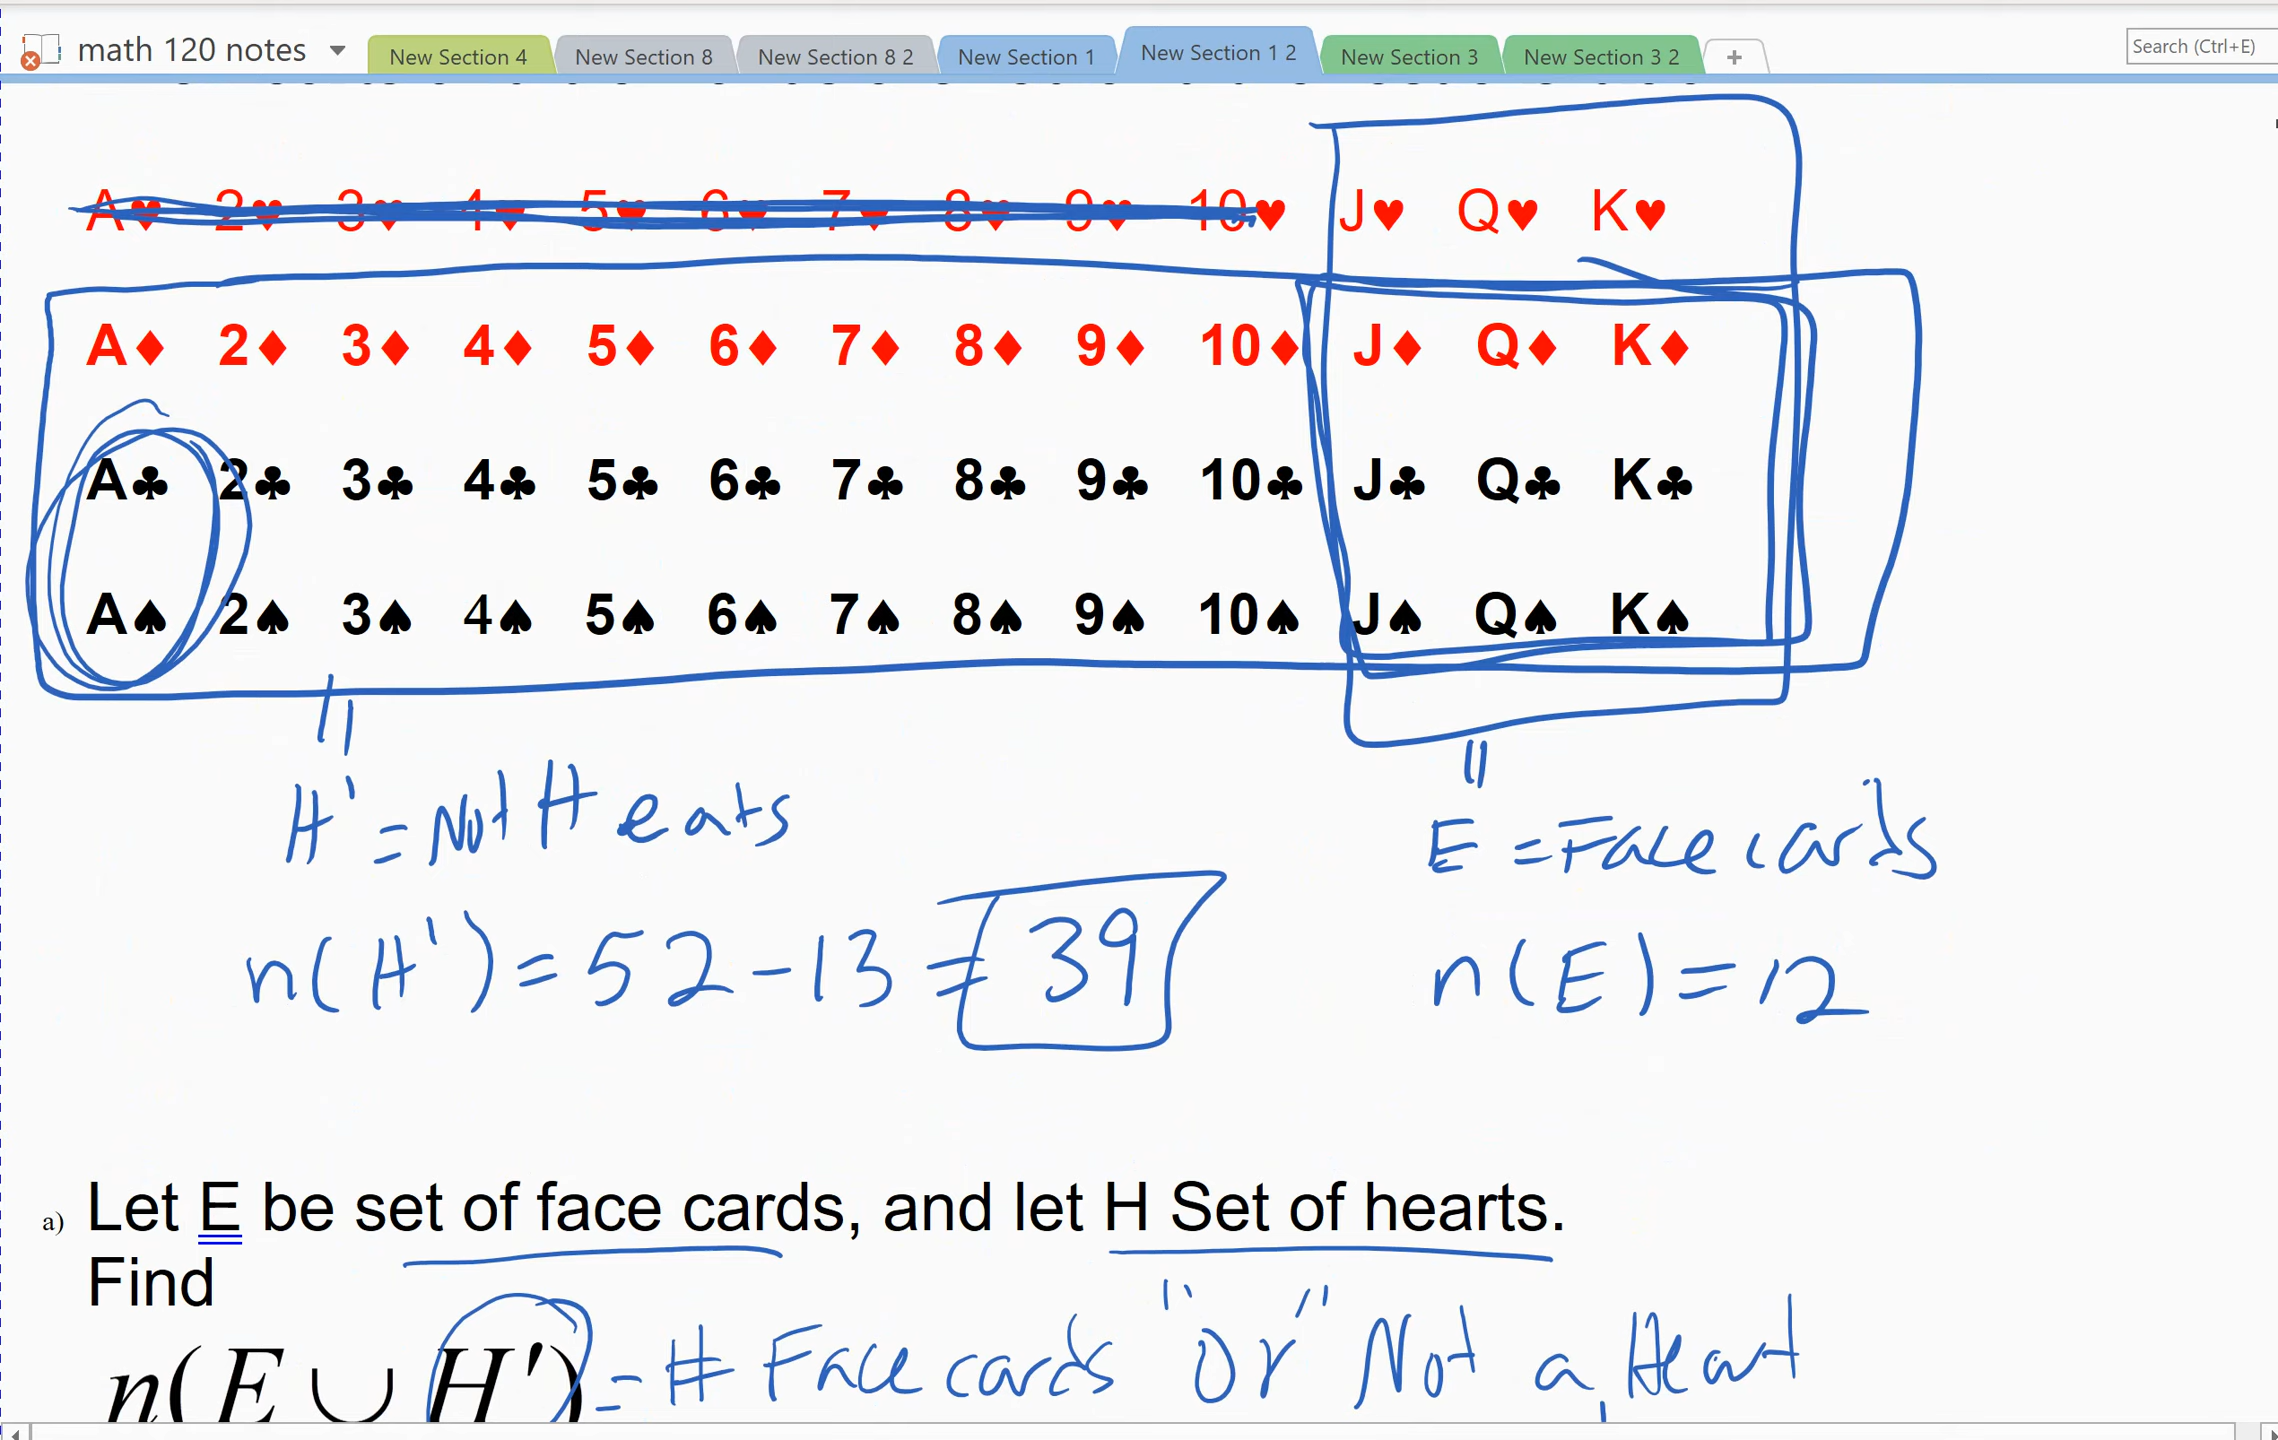 math 120 notes New Section 4 New Section 8 New Section 8 2 New Section 1 New Section 1 2 New Section 3 New Section 3 2 + Search (Ctrl+E)
A♥ 2♥ 3♥ 4♥ 5♥ 6♥ 7♥ 8♥ 9♥ 10♥ J♥ Q♥ K♥
A♦ 2♦ 3♦ 4♦ 5♦ 6♦ 7♦ 8♦ 9♦ 10♦ J♦ Q♦ K♦
A♣ 2♣ 3♣ 4♣ 5♣ 6♣ 7♣ 8♣ 9♣ 10♣ J♣ Q♣ K♣
A♠ 2♠ 3♠ 4♠ 5♠ 6♠ 7♠ 8♠ 9♠ 10♠ J♠ Q♠ K♠
H' = Not Heats
E = Face cards
n(H') = 52 - 13 = 39
n(E) = 12
a) Let E be set of face cards, and let H Set of hearts.
Find
n(E ∪ H') = # Face cards "Or" Not a Heart